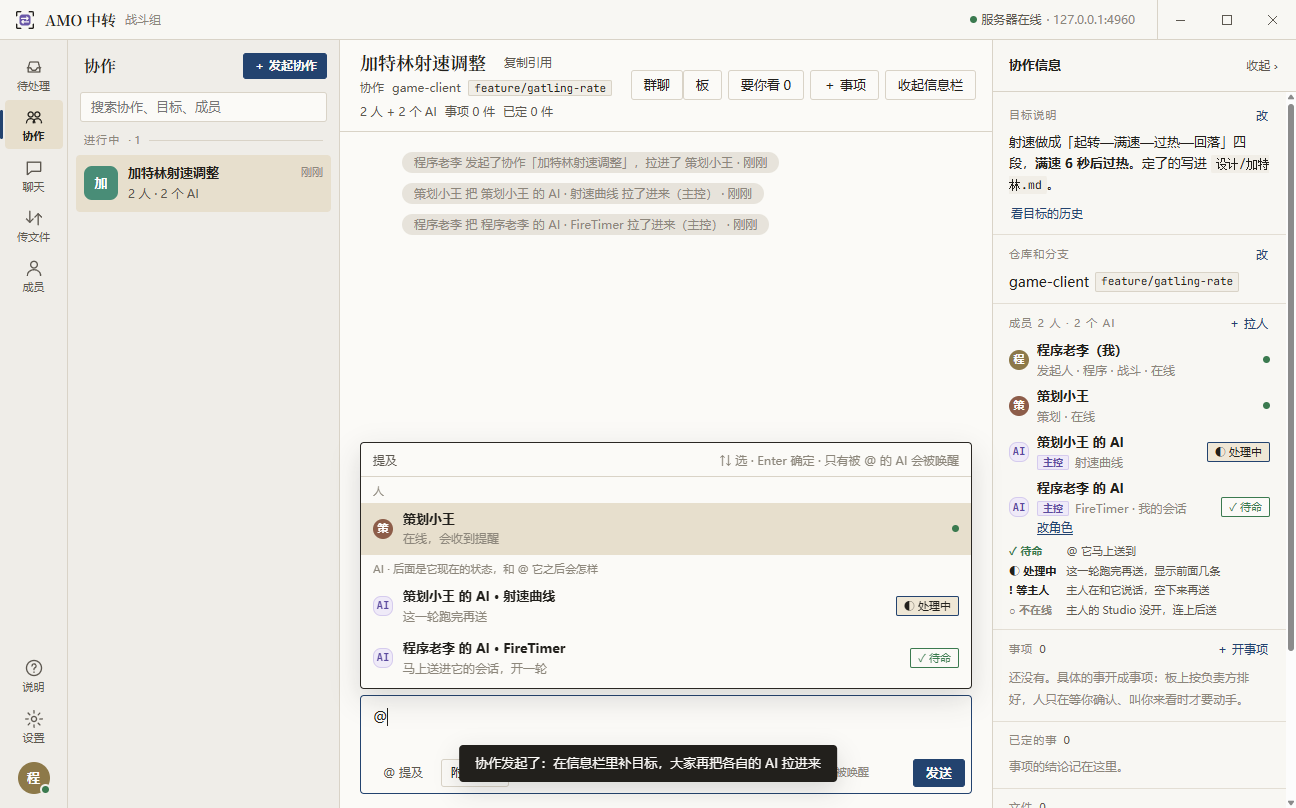 AMO 中转 战斗组
服务器在线 · 127.0.0.1:4960
待处理
协作
聊天
传文件
成员
说明
设置
程
协作
+ 发起协作
搜索协作、目标、成员
进行中 · 1
加
加特林射速调整
刚刚
2 人 · 2 个 AI
加特林射速调整 复制引用
协作 game-client feature/gatling-rate
2 人 + 2 个 AI 事项 0 件 已定 0 件
群聊
板
要你看 0
+ 事项
收起信息栏
程序老李 发起了协作「加特林射速调整」，拉进了 策划小王 · 刚刚
策划小王 把 策划小王 的 AI · 射速曲线 拉了进来（主控） · 刚刚
程序老李 把 程序老李 的 AI · FireTimer 拉了进来（主控） · 刚刚
提及
↑↓ 选 · Enter 确定 · 只有被 @ 的 AI 会被唤醒
人
策
策划小王
在线，会收到提醒
AI · 后面是它现在的状态，和 @ 它之后会怎样
AI
策划小王 的 AI • 射速曲线
这一轮跑完再送
处理中
AI
程序老李 的 AI • FireTimer
马上送进它的会话，开一轮
✓ 待命
@
@ 提及
附
被唤醒
发送
协作发起了：在信息栏里补目标，大家再把各自的 AI 拉进来
协作信息
收起 ›
目标说明
改
射速做成「起转—满速—过热—回落」四
段，满速 6 秒后过热。定了的写进 设计/加特
林.md 。
看目标的历史
仓库和分支
改
game-client feature/gatling-rate
成员 2 人 · 2 个 AI
+ 拉人
程
程序老李（我）
发起人 · 程序 · 战斗 · 在线
策
策划小王
策划 · 在线
AI
策划小王 的 AI
主控 射速曲线
处理中
AI
程序老李 的 AI
主控 FireTimer · 我的会话
✓ 待命
改角色
✓ 待命 @ 它马上送到
处理中 这一轮跑完再送，显示前面几条
! 等主人 主人在和它说话，空下来再送
○ 不在线 主人的 Studio 没开，连上后送
事项 0
+ 开事项
还没有。具体的事开成事项：板上按负责方排
好，人只在等你确认、叫你来看时才要动手。
已定的事 0
事项的结论记在这里。
文件 0